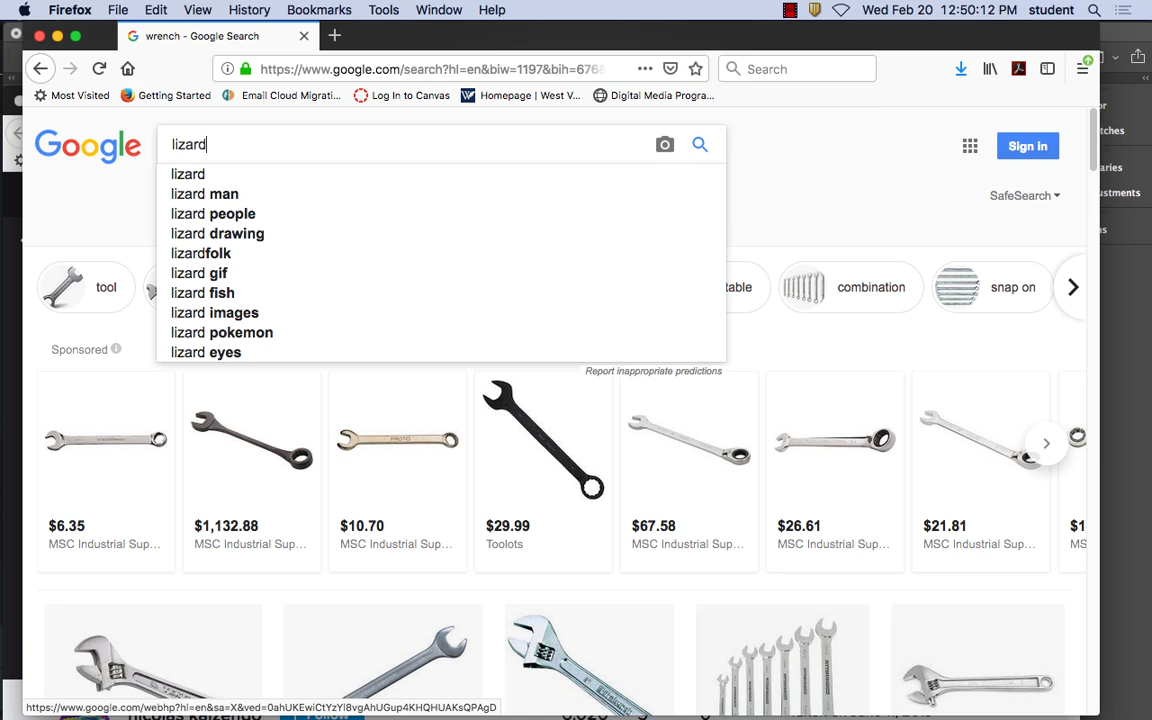 Firefox File Edit View History Bookmarks Tools Window Help Wed Feb 20 12:50:12 PM student
wrench - Google Search
https://www.google.com/search?hl=en&biw=1197&bih=676& Search
Most Visited Getting Started Email Cloud Migrati... Log In to Canvas Homepage | West V... Digital Media Progra...
Google lizard Sign in
SafeSearch
lizard
lizard man
lizard people
lizard drawing
lizardfolk
lizard gif
lizard fish
lizard images
lizard pokemon
lizard eyes
Report inappropriate predictions
tool table combination snap on
Sponsored
PROTO
$6.35 $1,132.88 $10.70 $29.99 $67.58 $26.61 $21.81 $1
MSC Industrial Sup... MSC Industrial Sup... MSC Industrial Sup... Toolots MSC Industrial Sup... MSC Industrial Sup... MSC Industrial Sup... MS
https://www.google.com/webhp?hl=en&sa=X&ved=0ahUKEwiCtYzYl8vgAhUGup4KHQHUAKsQPAgD